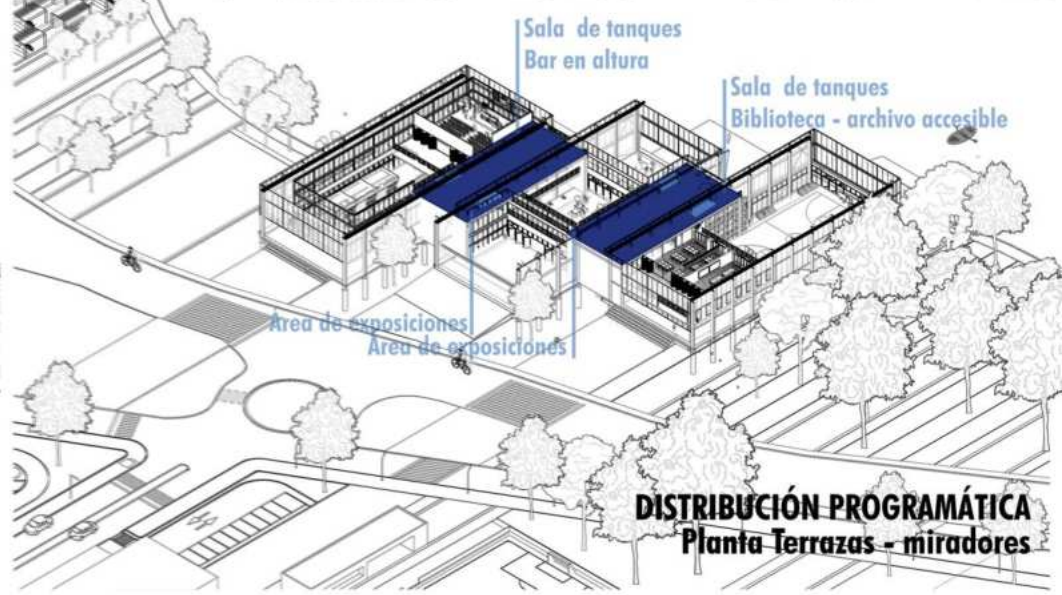 Sala de tanques
Bar en altura
Sala de tanques
Biblioteca - archivo accesible
Área de exposiciones
Área de exposiciones
DISTRIBUCIÓN PROGRAMÁTICA
Planta Terrazas - miradores